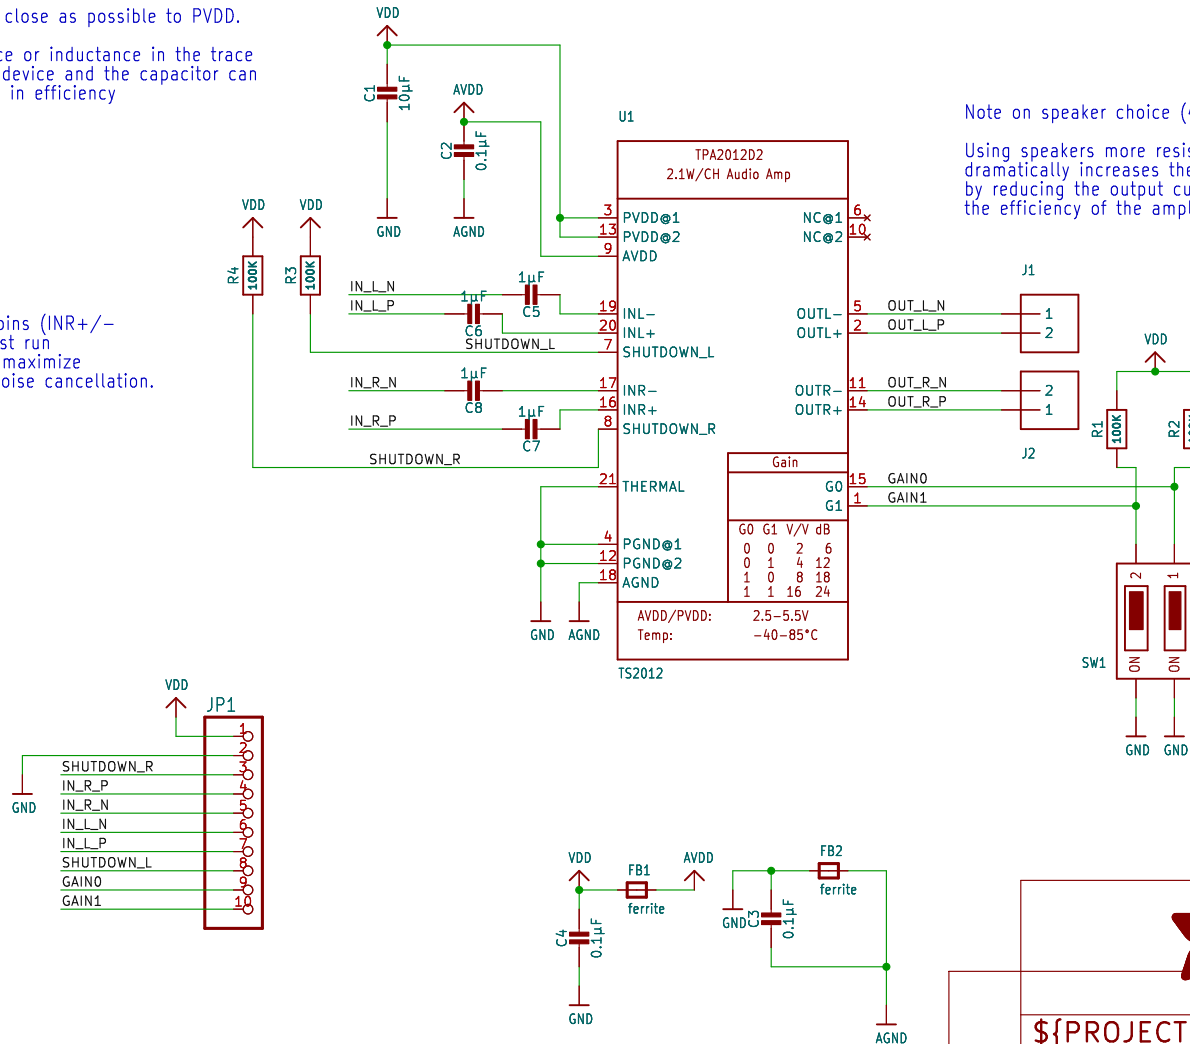 close as possible to PVDD.
ce or inductance in the trace
device and the capacitor can
in efficiency
VDD
C1
10µF
AVDD
C2
0.1µF
GND
AGND
VDD
VDD
R4
100K
R3
100K
U1
TPA2012D2
2.1W/CH Audio Amp
3
PVDD@1
13
PVDD@2
9
AVDD
NC@1
6
NC@2
10
Note on speaker choice (
Using speakers more resis
dramatically increases the
by reducing the output cu
the efficiency of the ampl
IN_L_N
1µF
C5
IN_L_P
1µF
C6
19
INL-
20
INL+
SHUTDOWN_L
7
SHUTDOWN_L
OUTL-
5
OUT_L_N
OUTL+
2
OUT_L_P
J1
1
2
pins (INR+/-
st run
maximize
oise cancellation.
IN_R_N
1µF
C8
17
INR-
IN_R_P
1µF
C7
16
INR+
8
SHUTDOWN_R
SHUTDOWN_R
OUTR-
11
OUT_R_N
OUTR+
14
OUT_R_P
2
1
J2
VDD
R1
100K
R2
21
THERMAL
Gain
G0
15
GAIN0
G1
1
GAIN1
G0 G1 V/V dB
0 0 2 6
0 1 4 12
1 0 8 18
1 1 16 24
4
PGND@1
12
PGND@2
18
AGND
GND
AGND
AVDD/PVDD: 2.5-5.5V
Temp: -40-85°C
TS2012
2
1
SW1
ON
ON
GND
GND
VDD
JP1
1
2
SHUTDOWN_R
3
IN_R_P
4
IN_R_N
5
IN_L_N
6
IN_L_P
7
SHUTDOWN_L
8
GAIN0
9
GAIN1
10
GND
VDD
FB1
ferrite
AVDD
C4
0.1µF
GND
FB2
ferrite
GND
C3
0.1µF
AGND
${PROJECT